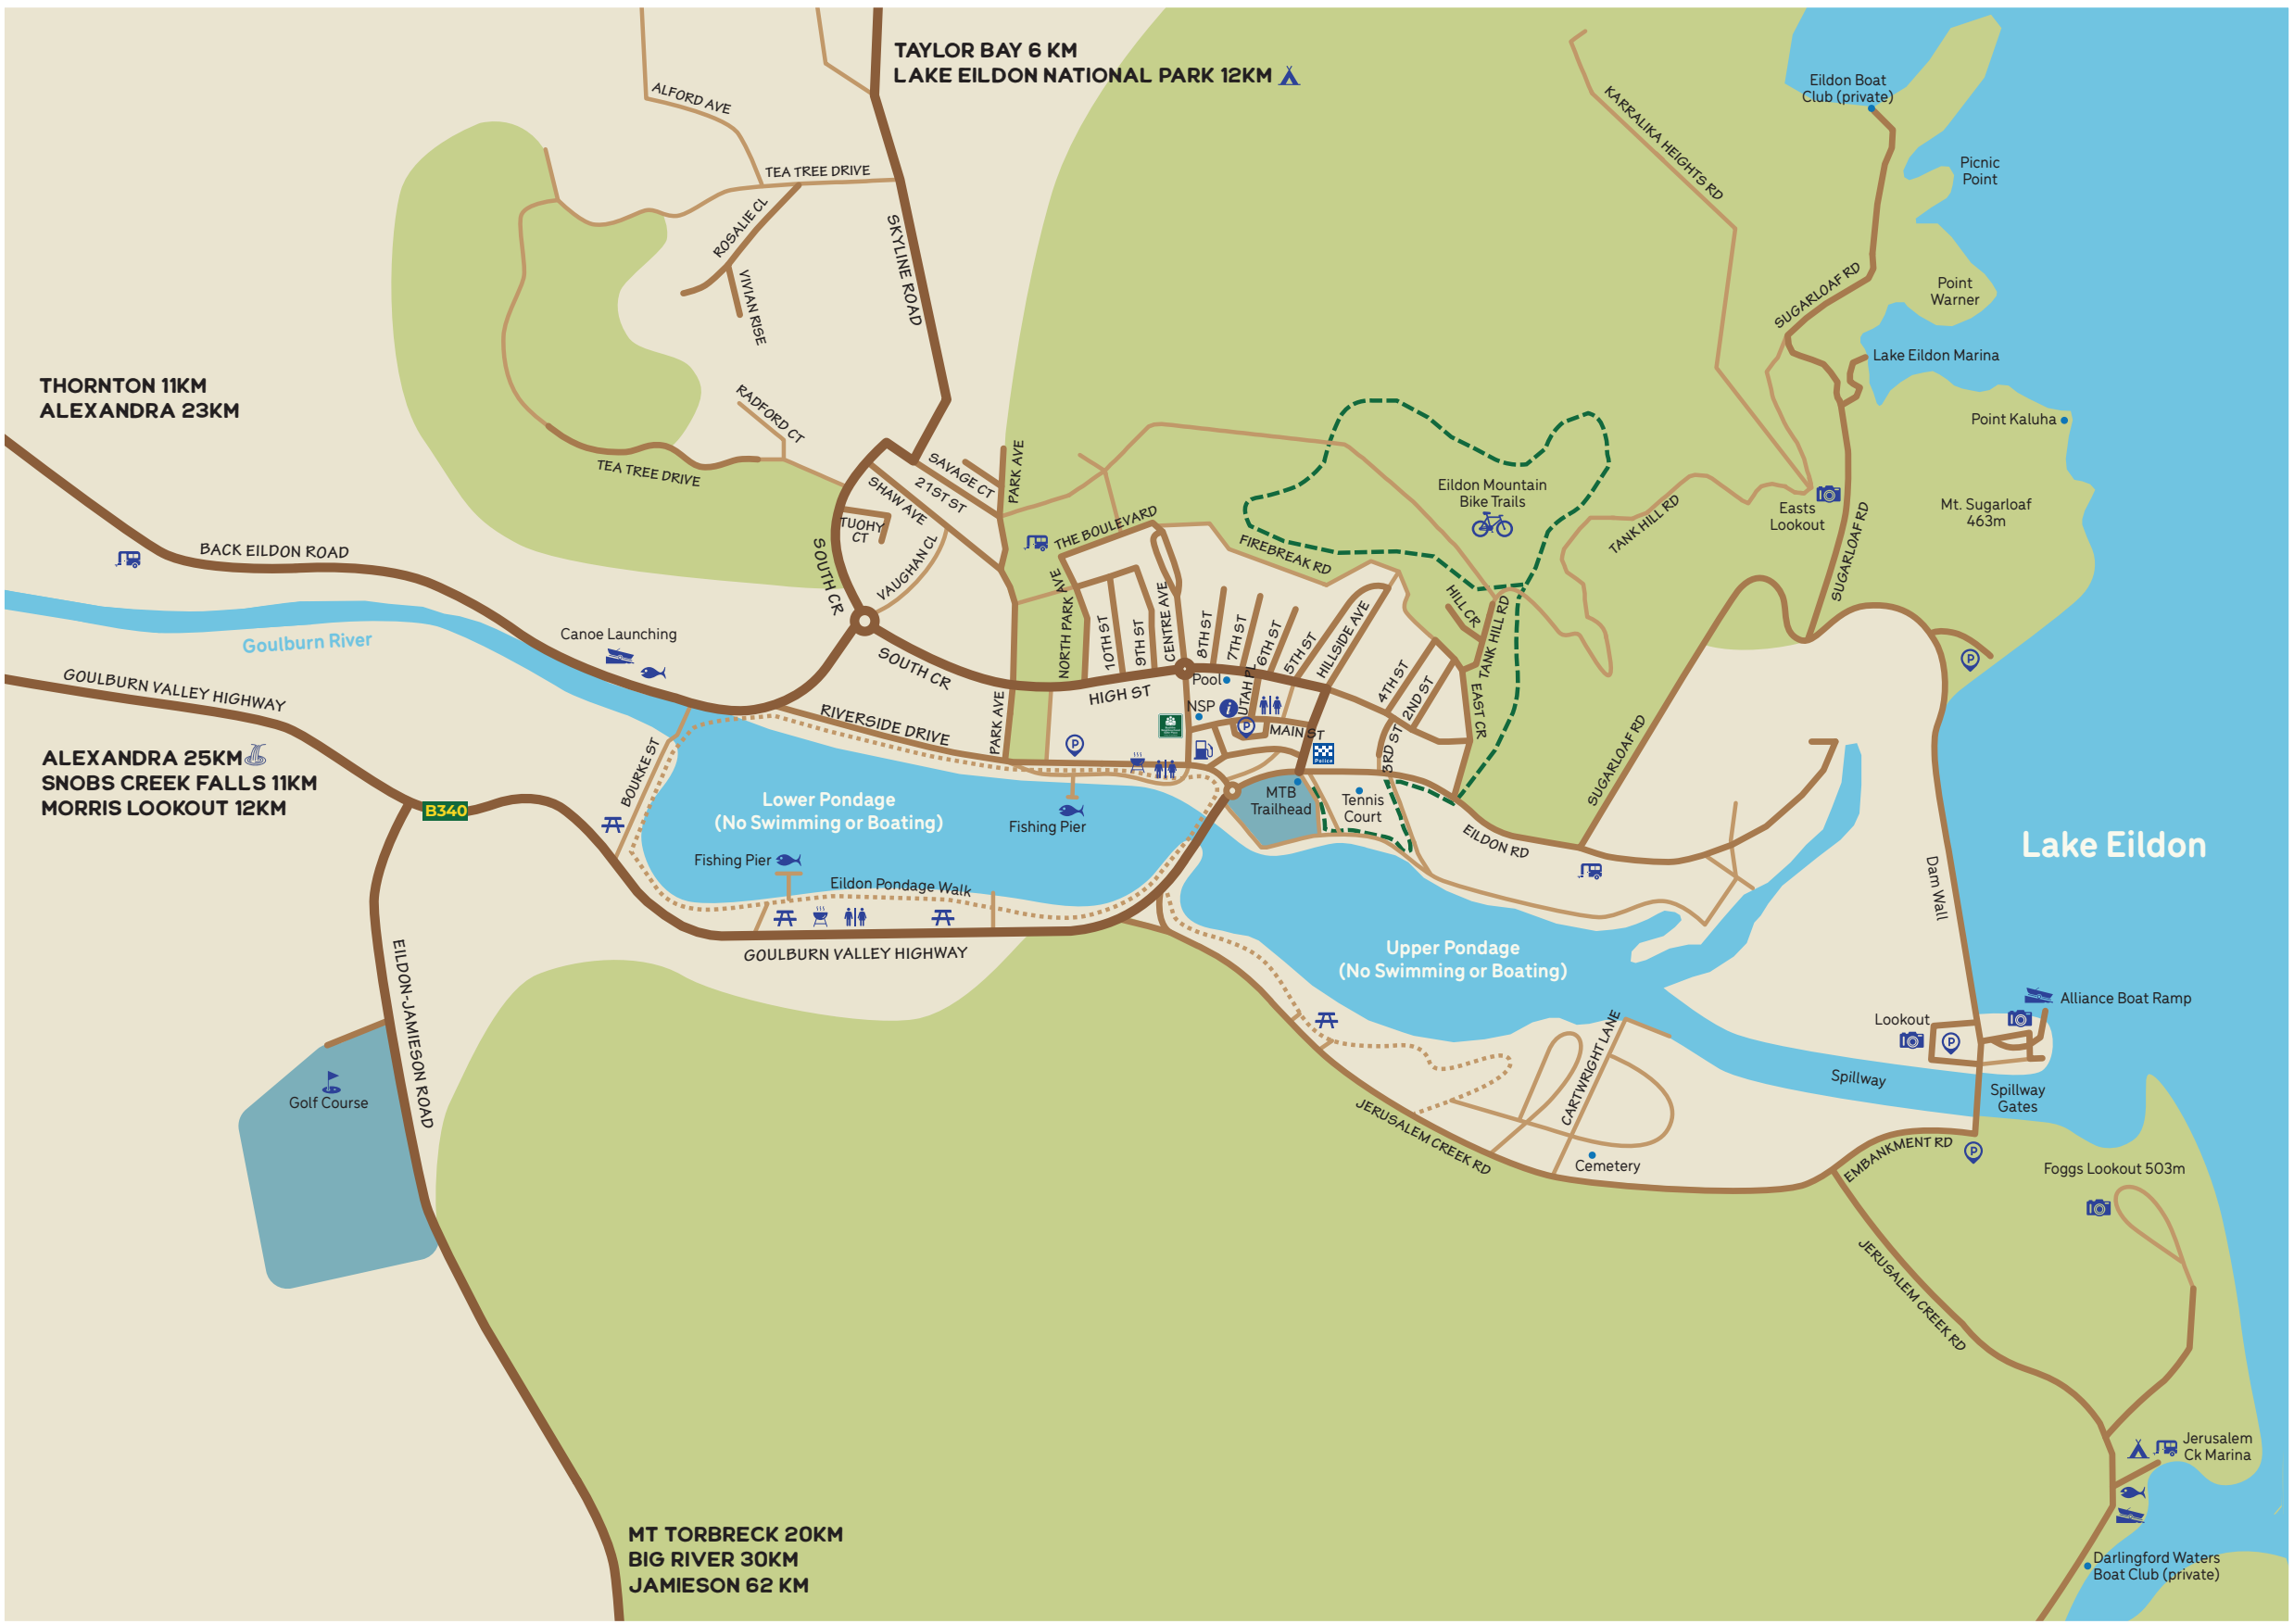 TAYLOR BAY 6 KM
LAKE EILDON NATIONAL PARK 12KM
Eildon Boat
Club (private)
ALFORD AVE
KARRALIKA HEIGHTS RD
TEA TREE DRIVE
Picnic
Point
ROSALIE CL
SKYLINE ROAD
VIVIAN RISE
SUGARLOAF RD
Point
Warner
Lake Eildon Marina
THORNTON 11KM
ALEXANDRA 23KM
RADFORD CT
Point Kaluha
TEA TREE DRIVE
SAVAGE CT
PARK AVE
21ST ST
SHAW AVE
Eildon Mountain
Bike Trails
Easts
Lookout
Mt. Sugarloaf
463m
TUOHY
CT
THE BOULEVARD
FIREBREAK RD
TANK HILL RD
SUGARLOAF RD
BACK EILDON ROAD
SOUTH CR
VAUGHAN CL
Goulburn River
Canoe Launching
NORTH PARK AVE
10TH ST
9TH ST
CENTRE AVE
8TH ST
7TH ST
6TH ST
5TH ST
HILLSIDE AVE
HILL CR
TANK HILL RD
SOUTH CR
HIGH ST
Pool
UTAH PL
4TH ST
2ND ST
EAST CR
GOULBURN VALLEY HIGHWAY
RIVERSIDE DRIVE
PARK AVE
NSP
MAIN ST
Police
3RD ST
SUGARLOAF RD
ALEXANDRA 25KM
SNOBS CREEK FALLS 11KM
MORRIS LOOKOUT 12KM
B340
BOURKE ST
Lower Pondage
(No Swimming or Boating)
Fishing Pier
MTB
Trailhead
Tennis
Court
EILDON RD
Lake Eildon
Fishing Pier
Eildon Pondage Walk
Dam Wall
GOULBURN VALLEY HIGHWAY
Upper Pondage
(No Swimming or Boating)
EILDON-JAMIESON ROAD
Alliance Boat Ramp
Lookout
Golf Course
CARTWRIGHT LANE
Spillway
Spillway
Gates
JERUSALEM CREEK RD
Cemetery
EMBANKMENT RD
Foggs Lookout 503m
JERUSALEM CREEK RD
Jerusalem
Ck Marina
MT TORBRECK 20KM
BIG RIVER 30KM
JAMIESON 62 KM
Darlingford Waters
Boat Club (private)
P
P
P
P
P